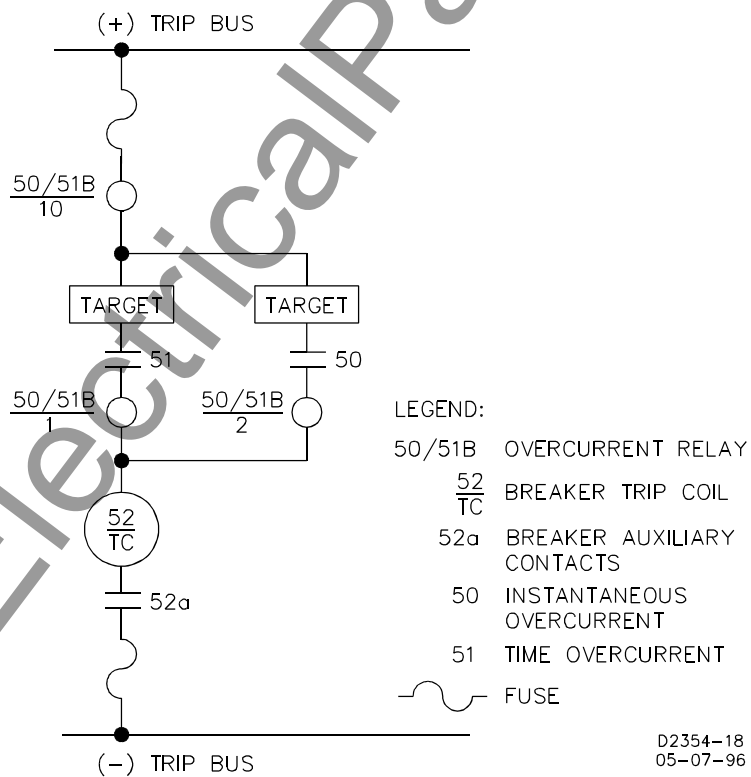 (+) TRIP BUS
50/51B
10
TARGET
TARGET
51
50
50/51B
1
50/51B
2
52
TC
52a
(-) TRIP BUS
LEGEND:
50/51B OVERCURRENT RELAY
52
TC
BREAKER TRIP COIL
52a BREAKER AUXILIARY
CONTACTS
50 INSTANTANEOUS
OVERCURRENT
51 TIME OVERCURRENT
FUSE
D2354-18
05-07-96
ElectricalPa